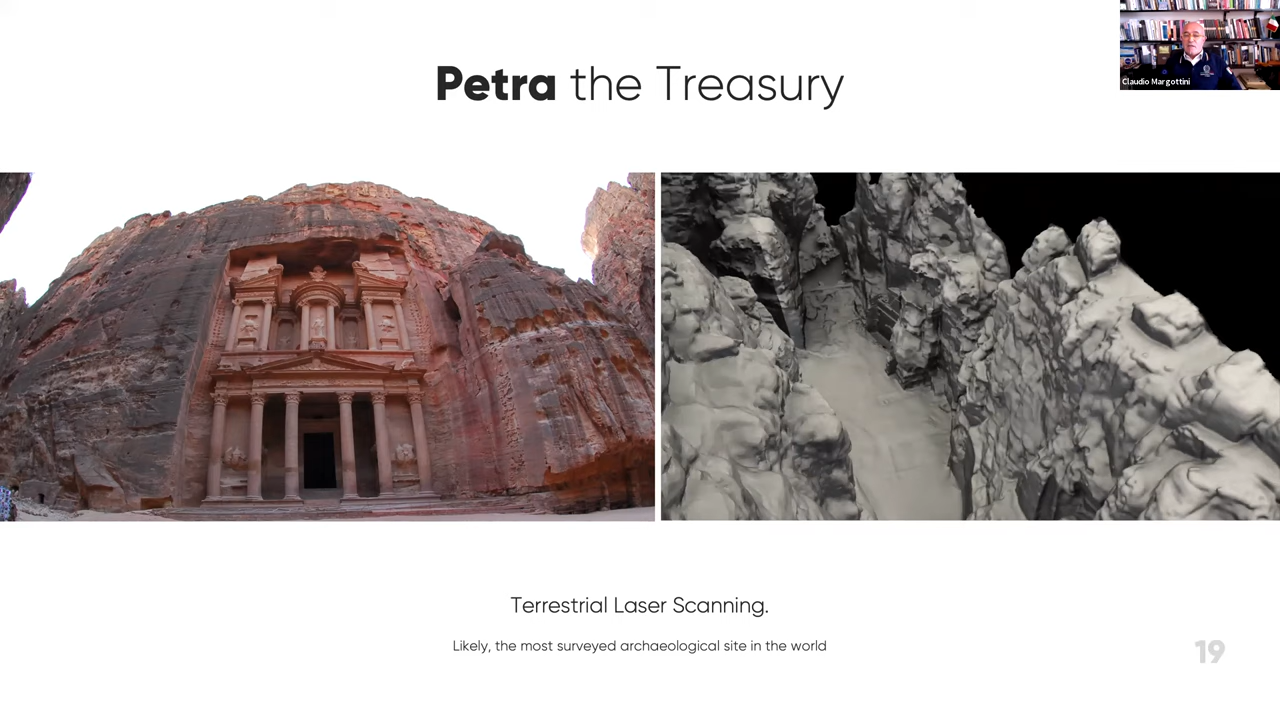 Claudio Margottini
Petra the Treasury
Terrestrial Laser Scanning.
Likely, the most surveyed archaeological site in the world
19